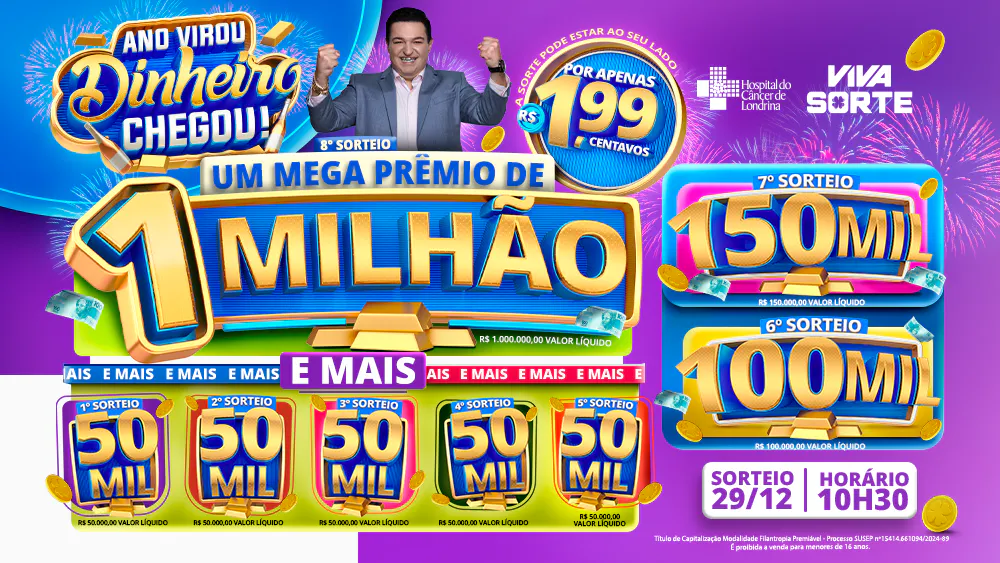 ANO VIROU
Dinheiro
CHEGOU!
A SORTE PODE ESTAR AO SEU LADO
POR APENAS
R$ 1,99
CENTAVOS
Hospital do
Câncer de
Londrina
VIVA
SORTE
8º SORTEIO
UM MEGA PRÊMIO DE
1 MILHÃO
R$ 1.000.000,00 VALOR LÍQUIDO
7º SORTEIO
150 MIL
R$ 150.000,00 VALOR LÍQUIDO
6º SORTEIO
100 MIL
R$ 100.000,00 VALOR LÍQUIDO
AIS E MAIS E MAIS E MAIS E MAIS AIS E MAIS E MAIS E MAIS E
1º SORTEIO
50
MIL
R$ 50.000,00 VALOR LÍQUIDO
2º SORTEIO
50
MIL
R$ 50.000,00 VALOR LÍQUIDO
3º SORTEIO
50
MIL
R$ 50.000,00 VALOR LÍQUIDO
4º SORTEIO
50
MIL
R$ 50.000,00 VALOR LÍQUIDO
5º SORTEIO
50
MIL
R$ 50.000,00
VALOR LÍQUIDO
SORTEIO
29/12
HORÁRIO
10H30
Título de Capitalização Modalidade Filantropia Premiável - Processo SUSEP nº15414.661094/2024-89
É proibida a venda para menores de 16 anos.